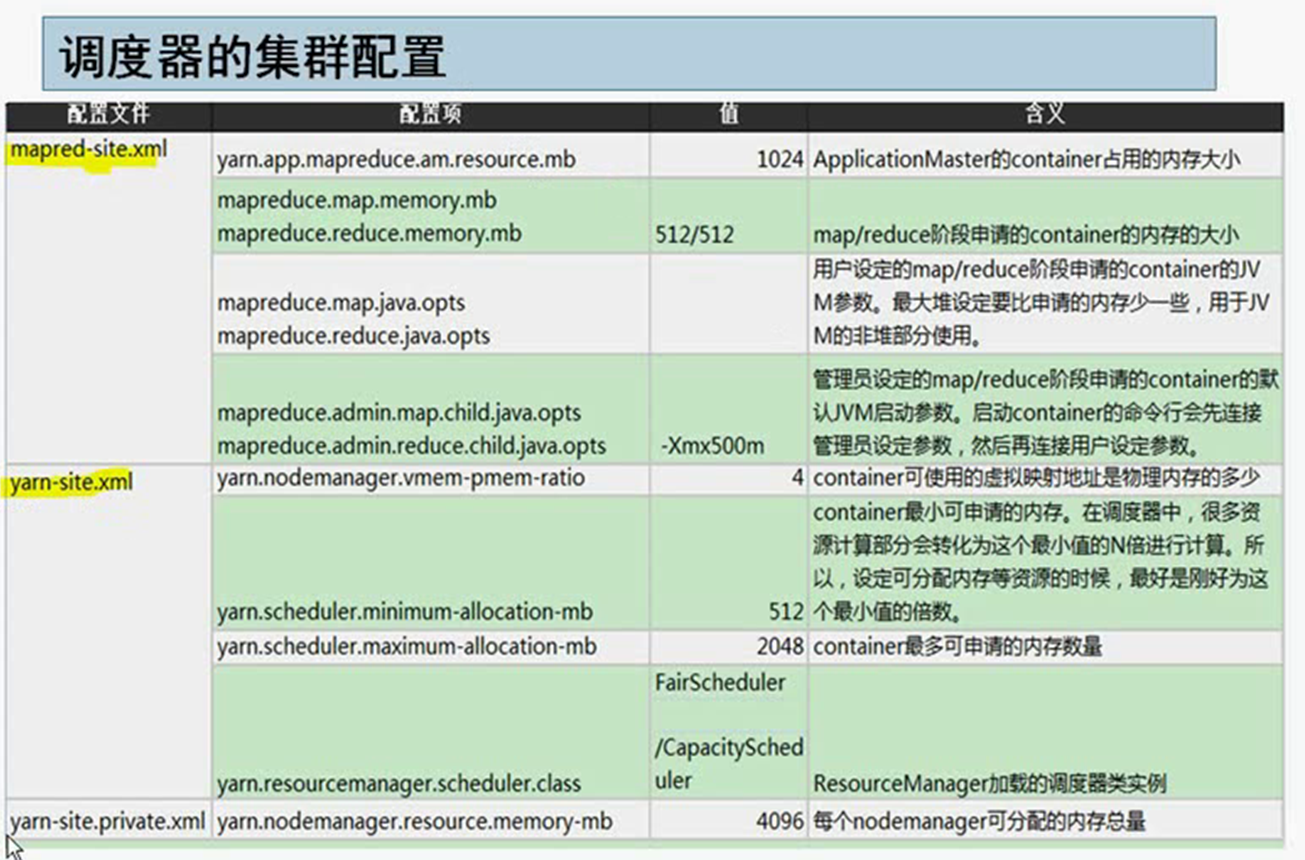 调度器的集群配置
配置文件 配置项 值 含义
mapred-site.xml
yarn.app.mapreduce.am.resource.mb 1024 ApplicationMaster的container占用的内存大小
mapreduce.map.memory.mb
mapreduce.reduce.memory.mb 512/512 map/reduce阶段申请的container的内存的大小
用户设定的map/reduce阶段申请的container的JV
mapreduce.map.java.opts M参数。最大堆设定要比申请的内存少一些，用于JV
mapreduce.reduce.java.opts M的非堆部分使用。
管理员设定的map/reduce阶段申请的container的默
mapreduce.admin.map.child.java.opts 认JVM启动参数。启动container的命令行会先连接
mapreduce.admin.reduce.child.java.opts -Xmx500m 管理员设定参数，然后再连接用户设定参数。
yarn-site.xml yarn.nodemanager.vmem-pmem-ratio 4 container可使用的虚拟映射地址是物理内存的多少
container最小可申请的内存。在调度器中，很多资
源计算部分会转化为这个最小值的N倍进行计算。所
以，设定可分配内存等资源的时候，最好是刚好为这
yarn.scheduler.minimum-allocation-mb 512 个最小值的倍数。
yarn.scheduler.maximum-allocation-mb 2048 container最多可申请的内存数量
FairScheduler
/CapacitySched
yarn.resourcemanager.scheduler.class uler ResourceManager加载的调度器类实例
yarn-site.private.xml yarn.nodemanager.resource.memory-mb 4096 每个nodemanager可分配的内存总量